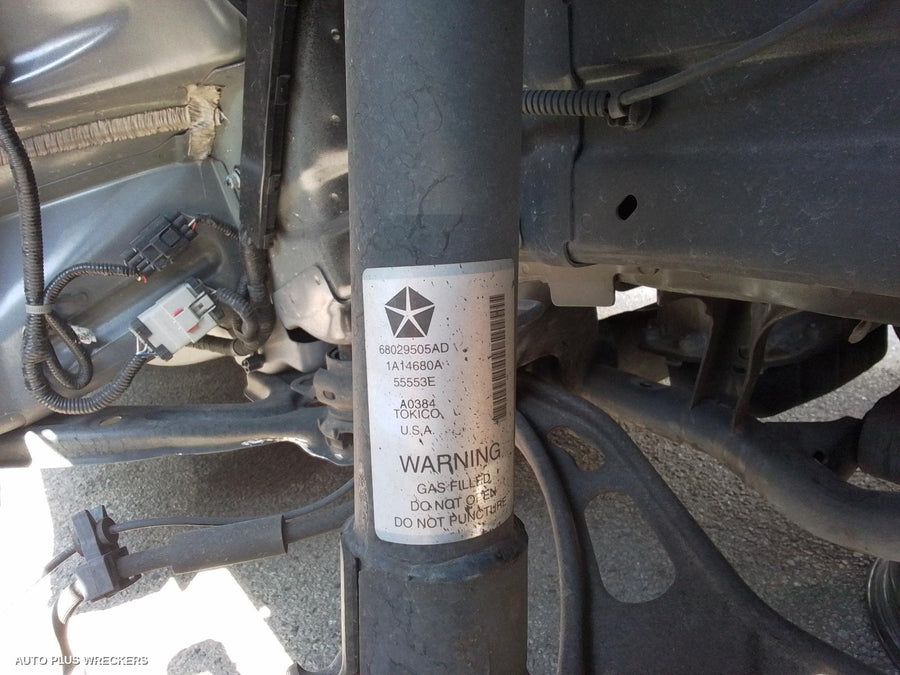 68029505AD
1A14680A
55553E
A0384
TOKICO
U.S.A.
WARNING
GAS FILLED
DO NOT OPEN
DO NOT PUNCTURE
AUTO PLUS WRECKERS